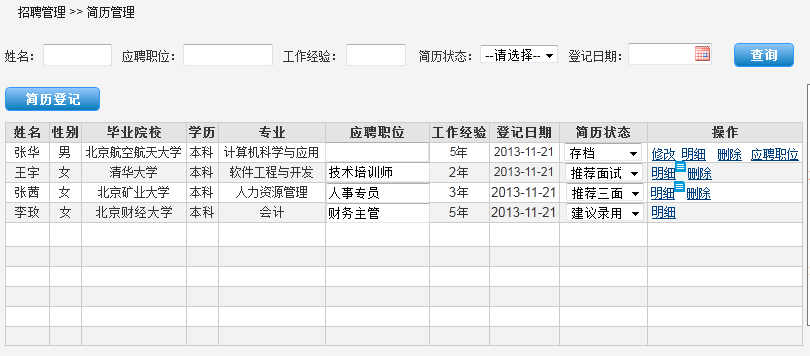 招聘管理 >> 简历管理
姓名： 应聘职位： 工作经验： 简历状态： --请选择-- 登记日期： 查询
简历登记
姓名 性别 毕业院校 学历 专业 应聘职位 工作经验 登记日期 简历状态 操作
张华 男 北京航空航天大学 本科 计算机科学与应用 5年 2013-11-21 存档 修改 明细 删除 应聘职位
王宇 女 清华大学 本科 软件工程与开发 技术培训师 2年 2013-11-21 推荐面试 明细 删除
张茜 女 北京矿业大学 本科 人力资源管理 人事专员 3年 2013-11-21 推荐三面 明细 删除
李玫 女 北京财经大学 本科 会计 财务主管 5年 2013-11-21 建议录用 明细